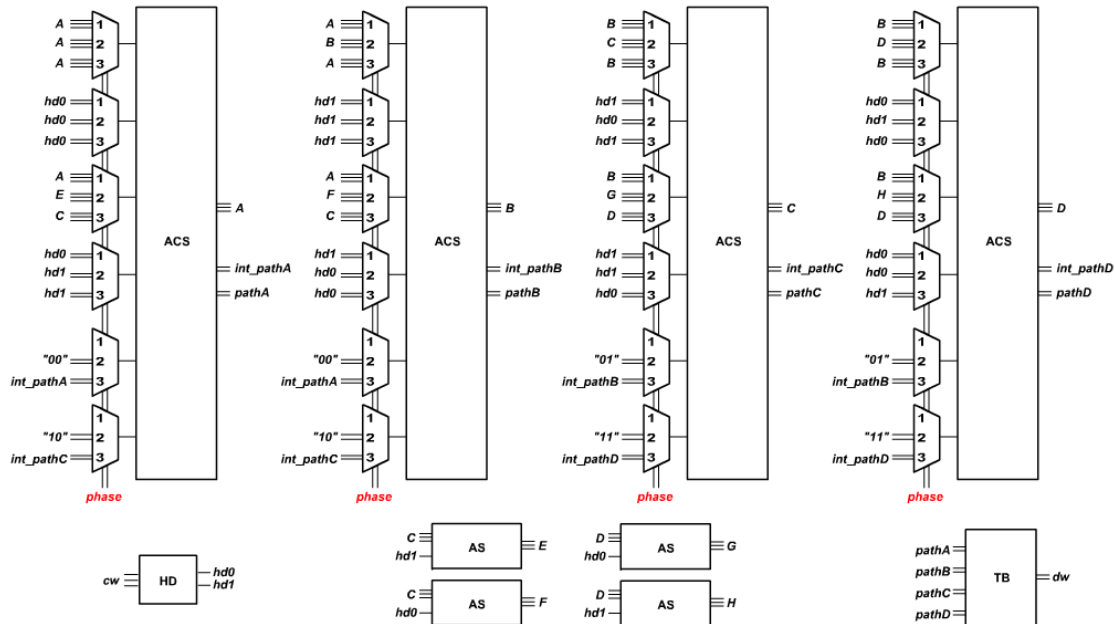 A 1 A 1 B 1 B 1
A 2 B 2 C 2 D 2
A 3 A 3 B 3 B 3
hd0 1 hd1 1 hd1 1 hd0 1
hd0 2 hd1 2 hd0 2 hd1 2
hd0 3 hd1 3 hd1 3 hd0 3
A 1 A 1 B 1 B 1
E 2 F 2 G 2 H 2
C 3 C 3 D 3 D 3
A B C D
ACS ACS ACS ACS
hd0 1 hd1 1 hd1 1 hd0 1
hd1 2 hd0 2 hd1 2 hd0 2
hd1 3 hd0 3 hd0 3 hd1 3
int_pathA int_pathB int_pathC int_pathD
pathA pathB pathC pathD
1 1 1 1
"00" 2 "00" 2 "01" 2 "01" 2
int_pathA 3 int_pathA 3 int_pathB 3 int_pathB 3
1 1 1 1
"10" 2 "10" 2 "11" 2 "11" 2
int_pathC 3 int_pathC 3 int_pathD 3 int_pathD 3
phase phase phase phase
cw HD hd0
hd1
C
hd1 AS E
D
hd0 AS G
C
hd0 AS F
D
hd1 AS H
pathA
pathB
pathC
pathD
TB dw